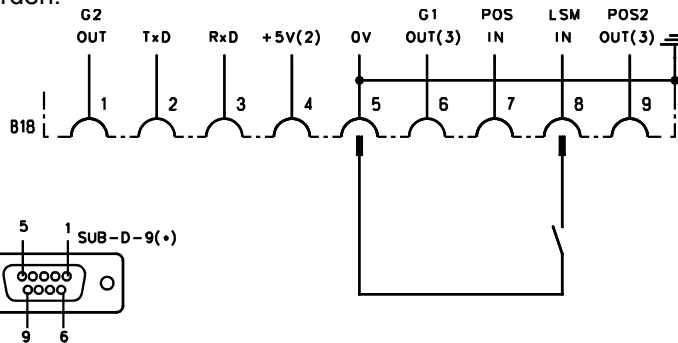 rden.
G2 G1 POS LSM POS2
OUT TxD RxD +5V(2) 0V OUT(3) IN IN OUT(3)
1 2 3 4 5 6 7 8 9
B18
5 1 SUB-D-9(•)
9 6